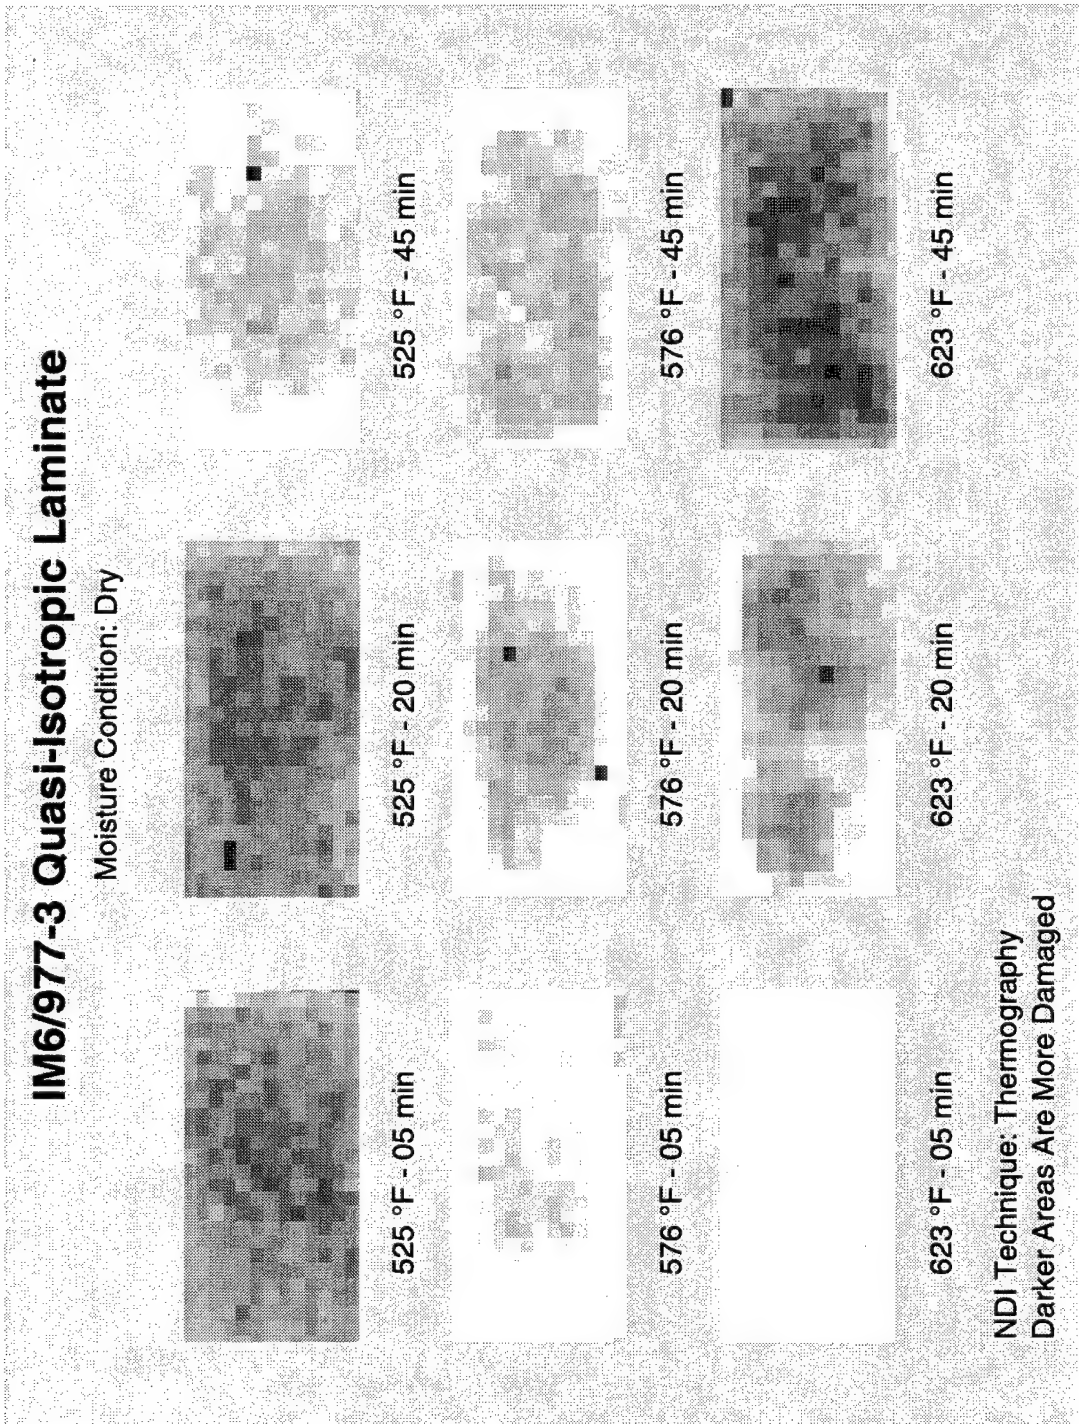 IM6/977-3 Quasi-Isotropic Laminate
Moisture Condition: Dry
525 °F - 05 min
525 °F - 20 min
525 °F - 45 min
576 °F - 05 min
576 °F - 20 min
576 °F - 45 min
623 °F - 05 min
623 °F - 20 min
623 °F - 45 min
NDI Technique: Thermography
Darker Areas Are More Damaged